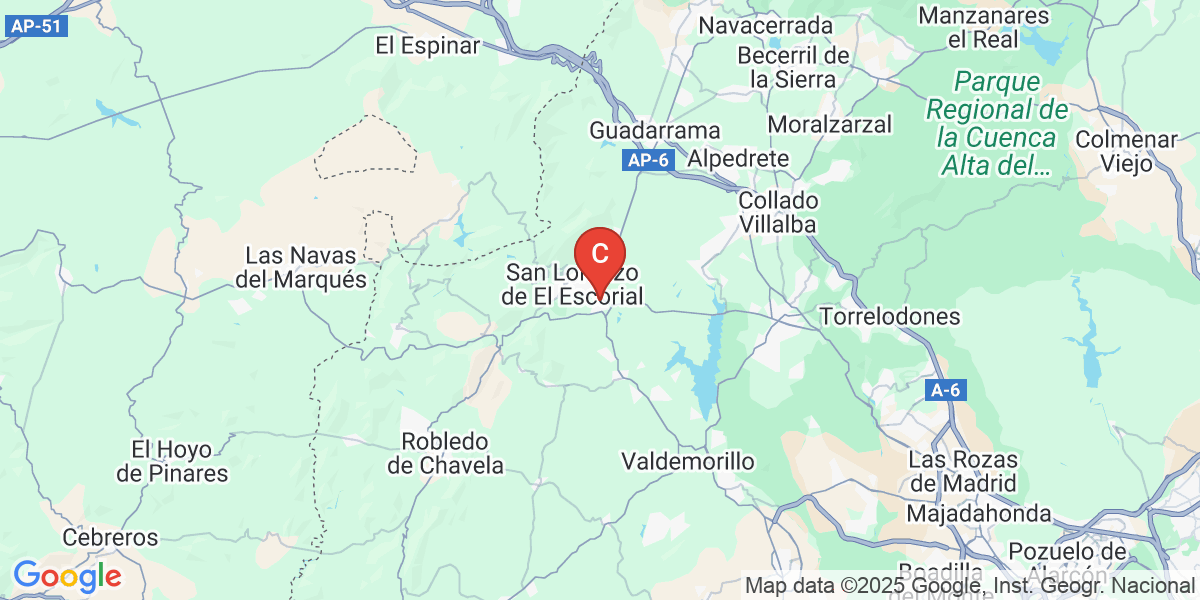 AP-51
El Espinar
Navacerrada
Manzanares
el Real
Becerril de
la Sierra
Parque
Regional de
la Cuenca
Alta del...
Guadarrama
Moralzarzal
Colmenar
Viejo
AP-6
Alpedrete
Collado
Villalba
Las Navas
del Marqués
C
San Lorenzo
de El Escorial
Torrelodones
A-6
El Hoyo
de Pinares
Robledo
de Chavela
Valdemorillo
Las Rozas
de Madrid
Majadahonda
Cebreros
Pozuelo de
Alarcón
Boadilla
del Monte
Google
Map data ©2025 Google, Inst. Geogr. Nacional